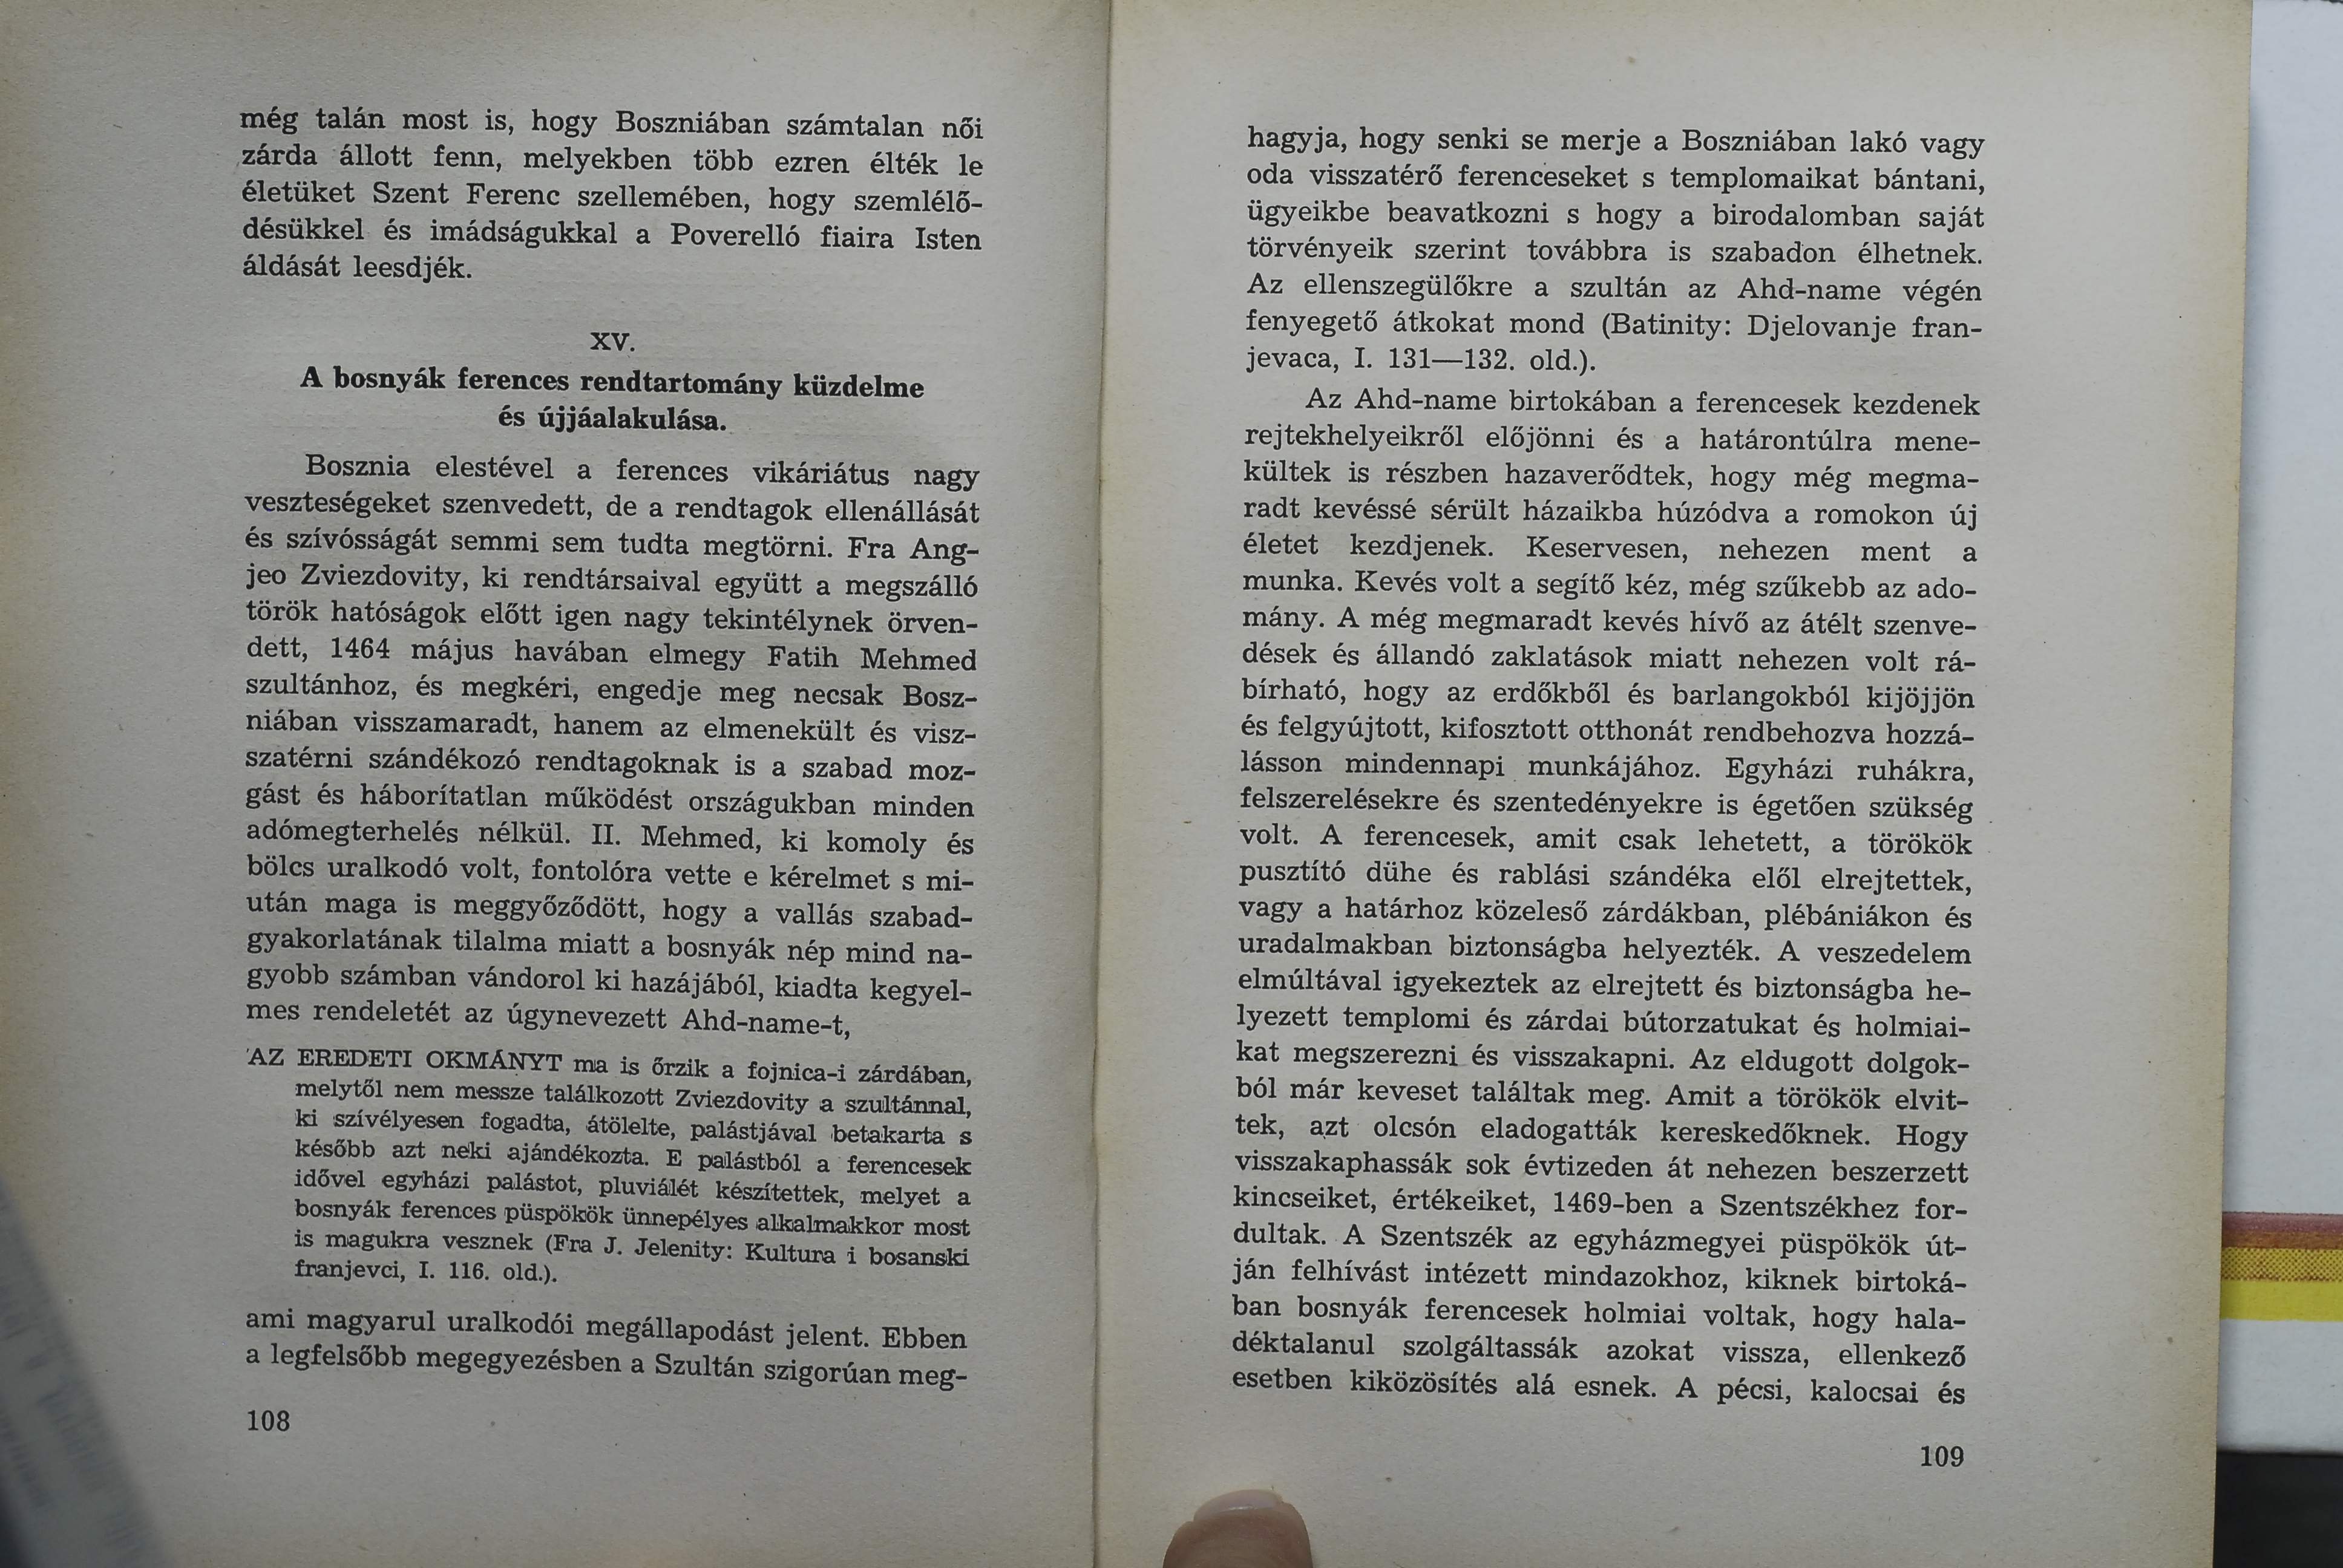 még talán most is, hogy Boszniában számtalan női
zárda állott fenn, melyekben több ezren élték le
életüket Szent Ferenc szellemében, hogy szemlélő-
désükkel és imádságukkal a Poverelló fiaira Isten
áldását leesdjék.
XV.
A bosnyák ferences rendtartomány küzdelme
és újjáalakulása.
Bosznia elestével a ferences vikáriátus nagy
veszteségeket szenvedett, de a rendtagok ellenállását
és szívósságát semmi sem tudta megtörni. Fra Ang-
jeo Zviezdovity, ki rendtársaival együtt a megszálló
török hatóságok előtt igen nagy tekintélynek örven-
dett, 1464 május havában elmegy Fatih Mehmed
szultánhoz, és megkéri, engedje meg necsak Bosz-
niában visszamaradt, hanem az elmenekült és visz-
szatérni szándékozó rendtagoknak is a szabad moz-
gást és háborítatlan működést országukban minden
adómegterhelés nélkül. II. Mehmed, ki komoly és
bölcs uralkodó volt, fontolóra vette e kérelmet s mi-
után maga is meggyőződött, hogy a vallás szabad-
gyakorlatának tilalma miatt a bosnyák nép mind na-
gyobb számban vándorol ki hazájából, kiadta kegyel-
mes rendeletét az úgynevezett Ahd-name-t,
AZ EREDETI OKMÁNYT ma is őrzik a fojnica-i zárdában,
melytől nem messze találkozott Zviezdovity a szultánnal,
ki szívélyesen fogadta, átölelte, palástjával betakarta s
később azt neki ajándékozta. E palástból a ferencesek
idővel egyházi palástot, pluviálét készítettek, melyet a
bosnyák ferences püspökök ünnepélyes alkalmakkor most
is magukra vesznek (Fra J. Jelenity: Kultura i bosanski
franjevci, I. 116. old.).
ami magyarul uralkodói megállapodást jelent. Ebben
a legfelsőbb megegyezésben a Szultán szigorúan meg-
108
hagyja, hogy senki se merje a Boszniában lakó vagy
oda visszatérő ferenceseket s templomaikat bántani,
ügyeikbe beavatkozni s hogy a birodalomban saját
törvényeik szerint továbbra is szabadon élhetnek.
Az ellenszegülőkre a szultán az Ahd-name végén
fenyegető átkokat mond (Batinity: Djelovanje fran-
jevaca, I. 131—132. old.).
Az Ahd-name birtokában a ferencesek kezdenek
rejtekhelyeikről előjönni és a határontúlra mene-
kültek is részben hazaverődtek, hogy még megma-
radt kevéssé sérült házaikba húzódva a romokon új
életet kezdjenek. Keservesen, nehezen ment a
munka. Kevés volt a segítő kéz, még szűkebb az ado-
mány. A még megmaradt kevés hívő az átélt szenve-
dések és állandó zaklatások miatt nehezen volt rá-
bírható, hogy az erdőkből és barlangokból kijöjjön
és felgyújtott, kifosztott otthonát rendbehozva hozzá-
lásson mindennapi munkájához. Egyházi ruhákra,
felszerelésekre és szentedényekre is égetően szükség
volt. A ferencesek, amit csak lehetett, a törökök
pusztító dühe és rablási szándéka elől elrejtettek,
vagy a határhoz közeleső zárdákban, plébániákon és
uradalmakban biztonságba helyezték. A veszedelem
elmúltával igyekeztek az elrejtett és biztonságba he-
lyezett templomi és zárdai bútorzatukat és holmiai-
kat megszerezni és visszakapni. Az eldugott dolgok-
ból már keveset találtak meg. Amit a törökök elvit-
tek, azt olcsón eladogatták kereskedőknek. Hogy
visszakaphassák sok évtizeden át nehezen beszerzett
kincseiket, értékeiket, 1469-ben a Szentszékhez for-
dultak. A Szentszék az egyházmegyei püspökök út-
ján felhívást intézett mindazokhoz, kiknek birtoká-
ban bosnyák ferencesek holmiai voltak, hogy hala-
déktalanul szolgáltassák azokat vissza, ellenkező
esetben kiközösítés alá esnek. A pécsi, kalocsai és
109